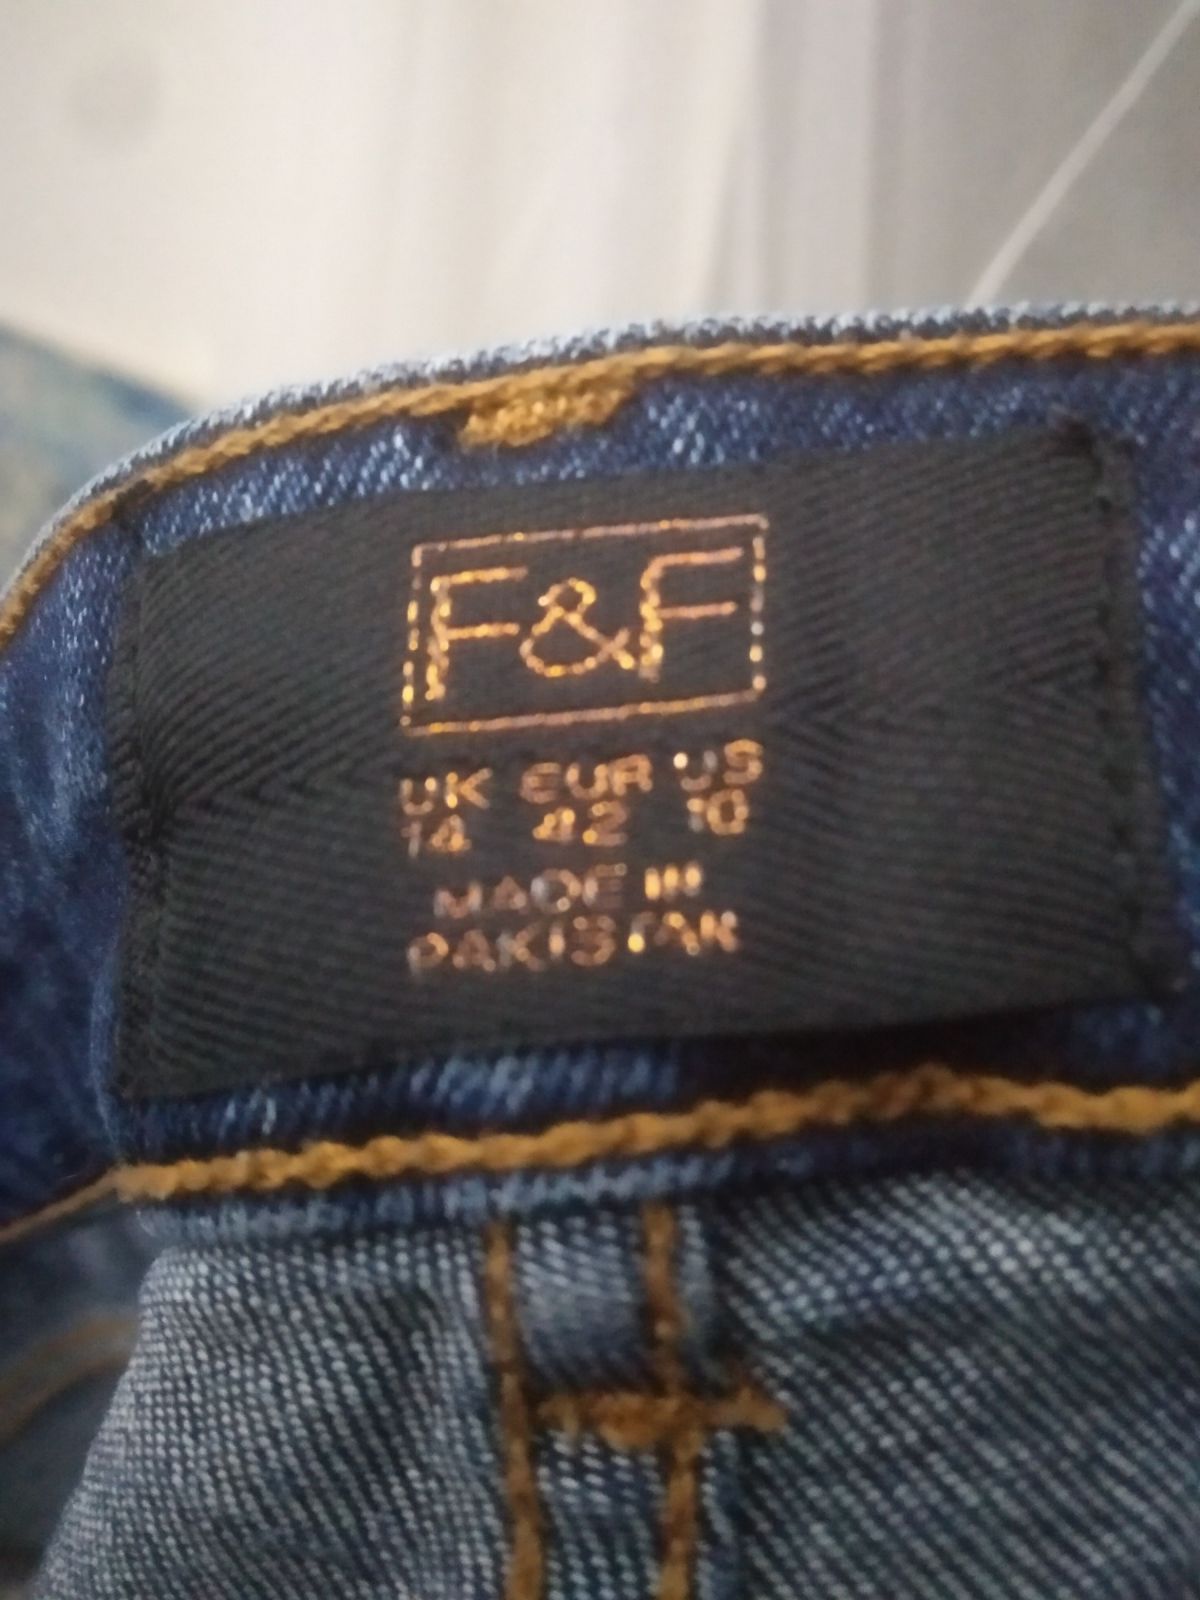 F&F
UK EUR US
14 42 10
MADE IN
PAKISTAN